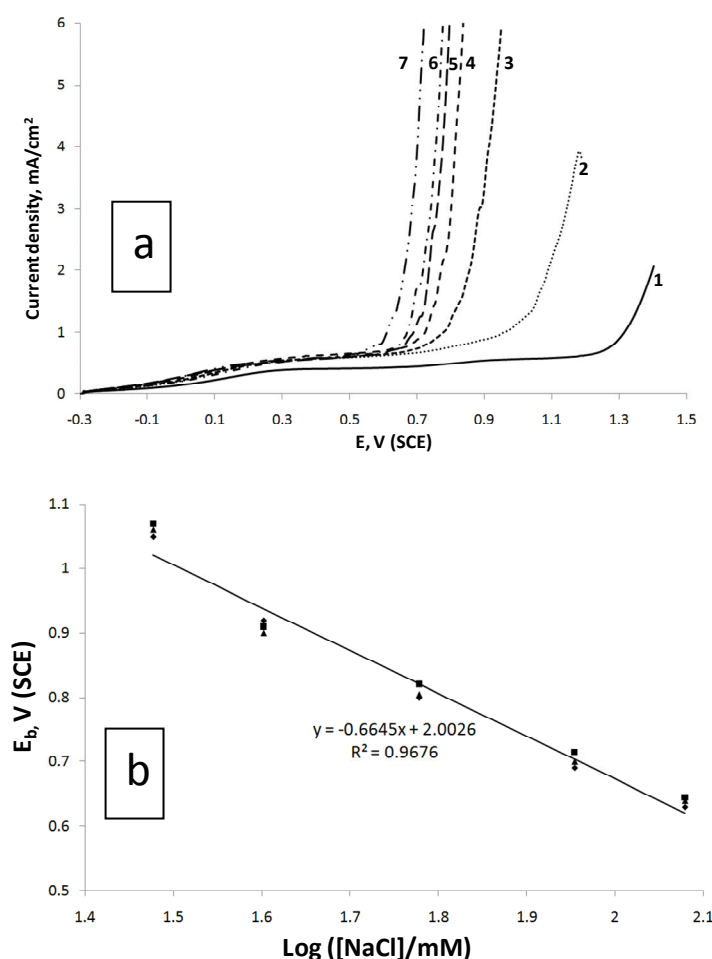 6
5
4
3
2
1
0
Current density, mA/cm²
a
7 6 5 4 3
2
1
-0.3 -0.1 0.1 0.3 0.5 0.7 0.9 1.1 1.3 1.5
E, V (SCE)
1.1
1
0.9
0.8
0.7
0.6
0.5
E_b, V (SCE)
y = -0.6645x + 2.0026
R² = 0.9676
b
1.4 1.5 1.6 1.7 1.8 1.9 2 2.1
Log ([NaCl]/mM)